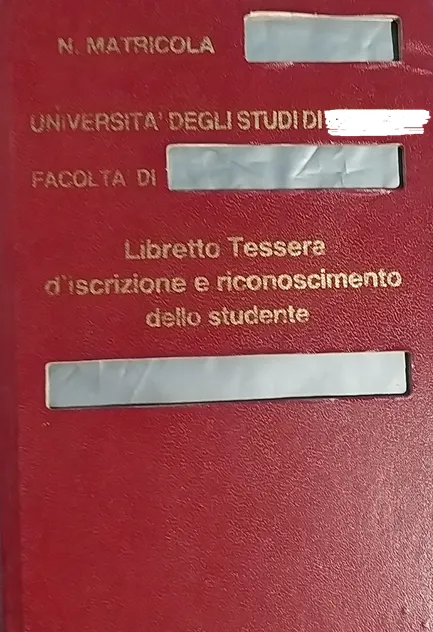 N. MATRICOLA
UNIVERSITA' DEGLI STUDI DI
FACOLTA DI
Libretto Tessera
d'iscrizione e riconoscimento
dello studente